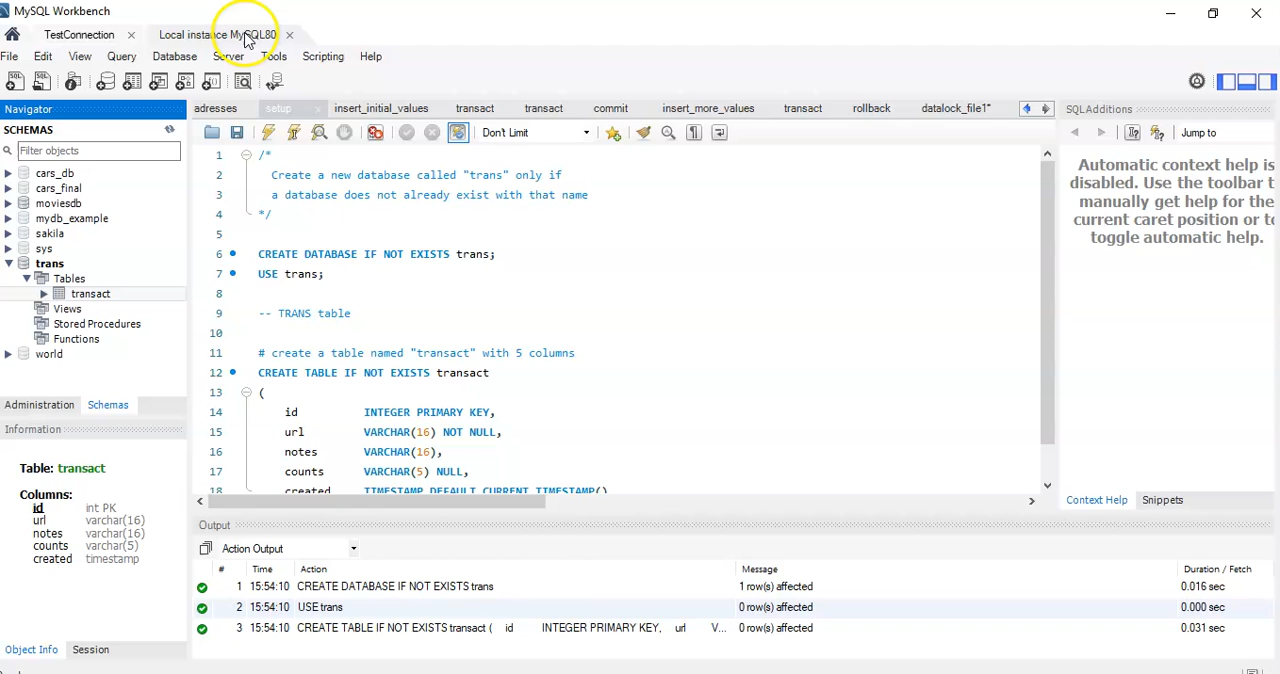 MySQL Workbench
TestConnection
Local instance MySQL80
File Edit View Query Database Server Tools Scripting Help
Navigator
SCHEMAS
Filter objects
cars_db
cars_final
moviesdb
mydb_example
sakila
sys
trans
Tables
transact
Views
Stored Procedures
Functions
world
Administration Schemas
Information
Table: transact
Columns:
id int PK
url varchar(16)
notes varchar(16)
counts varchar(5)
created timestamp
Object Info Session
adresses setup insert_initial_values transact transact commit insert_more_values transact rollback datalock_file1*
Don't Limit
1 /*
2 Create a new database called "trans" only if
3 a database does not already exist with that name
4 */
5
6 CREATE DATABASE IF NOT EXISTS trans;
7 USE trans;
8
9 -- TRANS table
10
11 # create a table named "transact" with 5 columns
12 CREATE TABLE IF NOT EXISTS transact
13 (
14 id INTEGER PRIMARY KEY,
15 url VARCHAR(16) NOT NULL,
16 notes VARCHAR(16),
17 counts VARCHAR(5) NULL,
18 created TIMESTAMP DEFAULT CURRENT_TIMESTAMP()
SQLAdditions
Jump to
Automatic context help is
disabled. Use the toolbar t
manually get help for the
current caret position or to
toggle automatic help.
Context Help Snippets
Output
Action Output
# Time Action Message Duration / Fetch
1 15:54:10 CREATE DATABASE IF NOT EXISTS trans 1 row(s) affected 0.016 sec
2 15:54:10 USE trans 0 row(s) affected 0.000 sec
3 15:54:10 CREATE TABLE IF NOT EXISTS transact ( id INTEGER PRIMARY KEY, url V... 0 row(s) affected 0.031 sec